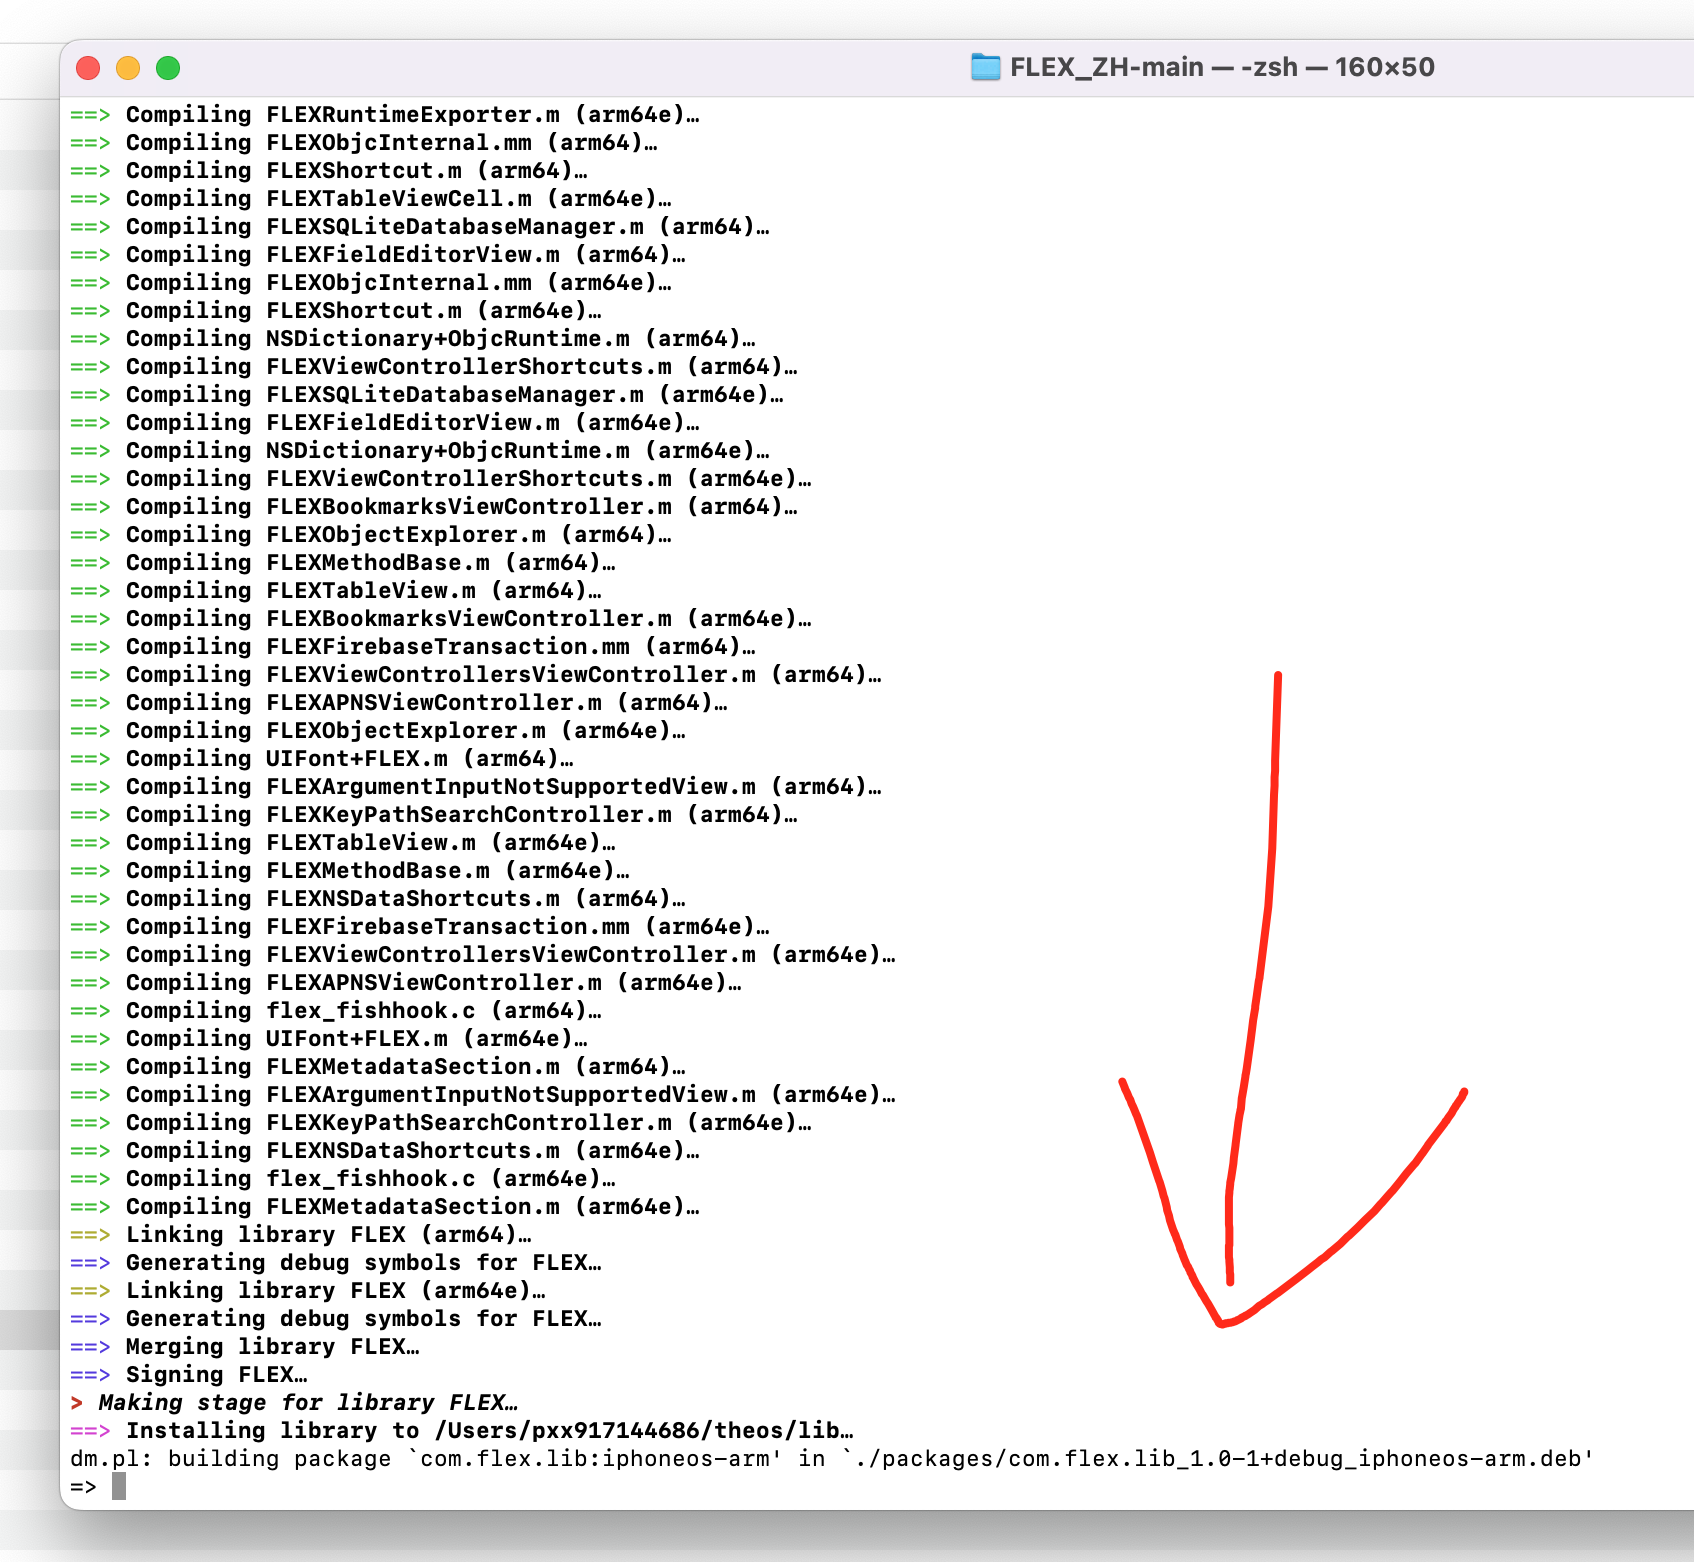 FLEX_ZH-main — -zsh — 160×50
==> Compiling FLEXRuntimeExporter.m (arm64e)…
==> Compiling FLEXObjcInternal.mm (arm64)…
==> Compiling FLEXShortcut.m (arm64)…
==> Compiling FLEXTableViewCell.m (arm64e)…
==> Compiling FLEXSQLiteDatabaseManager.m (arm64)…
==> Compiling FLEXFieldEditorView.m (arm64)…
==> Compiling FLEXObjcInternal.mm (arm64e)…
==> Compiling FLEXShortcut.m (arm64e)…
==> Compiling NSDictionary+ObjcRuntime.m (arm64)…
==> Compiling FLEXViewControllerShortcuts.m (arm64)…
==> Compiling FLEXSQLiteDatabaseManager.m (arm64e)…
==> Compiling FLEXFieldEditorView.m (arm64e)…
==> Compiling NSDictionary+ObjcRuntime.m (arm64e)…
==> Compiling FLEXViewControllerShortcuts.m (arm64e)…
==> Compiling FLEXBookmarksViewController.m (arm64)…
==> Compiling FLEXObjectExplorer.m (arm64)…
==> Compiling FLEXMethodBase.m (arm64)…
==> Compiling FLEXTableView.m (arm64)…
==> Compiling FLEXBookmarksViewController.m (arm64e)…
==> Compiling FLEXFirebaseTransaction.mm (arm64)…
==> Compiling FLEXViewControllersViewController.m (arm64)…
==> Compiling FLEXAPNSViewController.m (arm64)…
==> Compiling FLEXObjectExplorer.m (arm64e)…
==> Compiling UIFont+FLEX.m (arm64)…
==> Compiling FLEXArgumentInputNotSupportedView.m (arm64)…
==> Compiling FLEXKeyPathSearchController.m (arm64)…
==> Compiling FLEXTableView.m (arm64e)…
==> Compiling FLEXMethodBase.m (arm64e)…
==> Compiling FLEXNSDataShortcuts.m (arm64)…
==> Compiling FLEXFirebaseTransaction.mm (arm64e)…
==> Compiling FLEXViewControllersViewController.m (arm64e)…
==> Compiling FLEXAPNSViewController.m (arm64e)…
==> Compiling flex_fishhook.c (arm64)…
==> Compiling UIFont+FLEX.m (arm64e)…
==> Compiling FLEXMetadataSection.m (arm64)…
==> Compiling FLEXArgumentInputNotSupportedView.m (arm64e)…
==> Compiling FLEXKeyPathSearchController.m (arm64e)…
==> Compiling FLEXNSDataShortcuts.m (arm64e)…
==> Compiling flex_fishhook.c (arm64e)…
==> Compiling FLEXMetadataSection.m (arm64e)…
==> Linking library FLEX (arm64)…
==> Generating debug symbols for FLEX…
==> Linking library FLEX (arm64e)…
==> Generating debug symbols for FLEX…
==> Merging library FLEX…
==> Signing FLEX…
> Making stage for library FLEX…
==> Installing library to /Users/pxx917144686/theos/lib…
dm.pl: building package `com.flex.lib:iphoneos-arm' in `./packages/com.flex.lib_1.0-1+debug_iphoneos-arm.deb'
=>